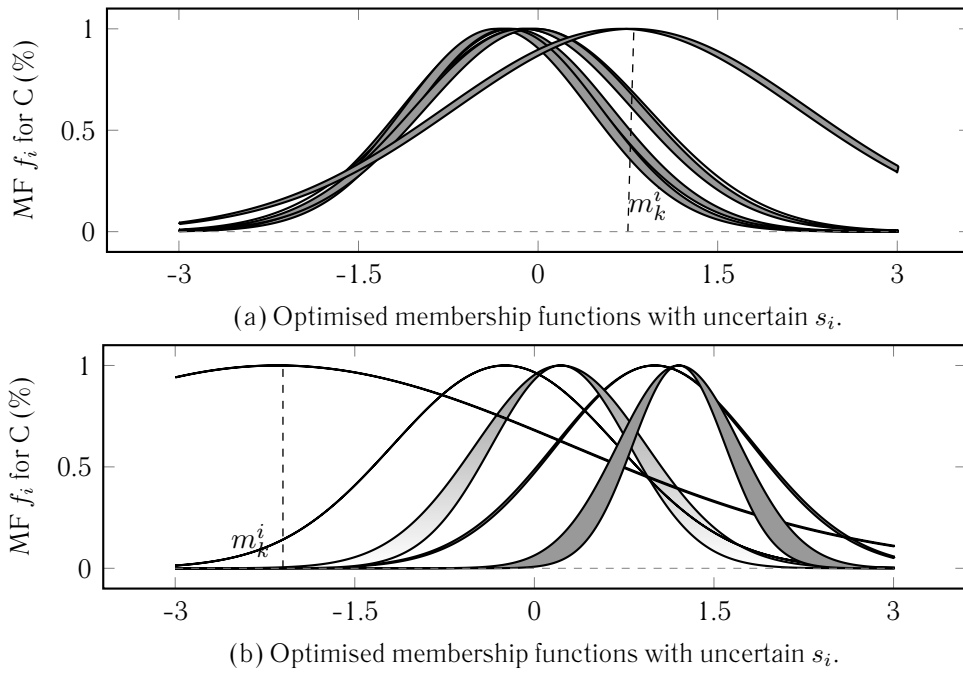 MF f_i for C (%)
1
0.5
0
m_k^i
-3 -1.5 0 1.5 3
(a) Optimised membership functions with uncertain s_i.
MF f_i for C (%)
1
0.5
0
m_k^i
-3 -1.5 0 1.5 3
(b) Optimised membership functions with uncertain s_i.